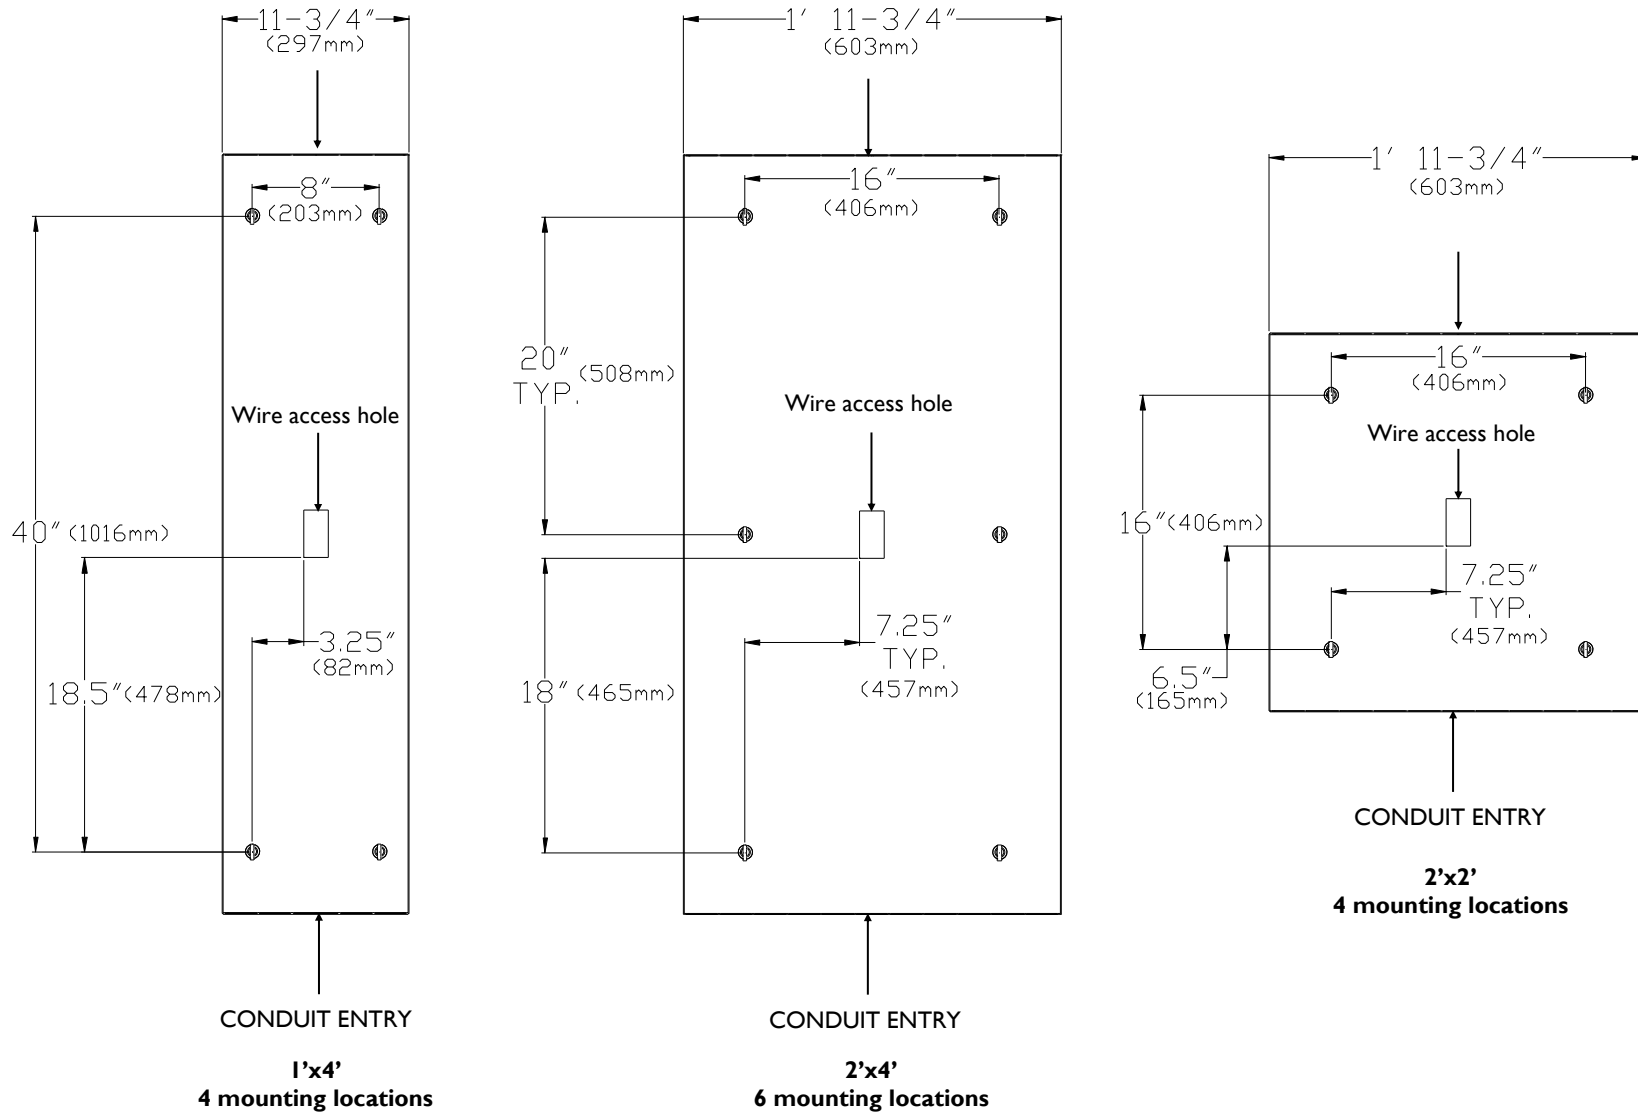 11-3/4"
(297mm)
8"
(203mm)
Wire access hole
40" (1016mm)
3.25"
(82mm)
18.5" (478mm)
CONDUIT ENTRY
1'x4'
4 mounting locations
1' 11-3/4"
(603mm)
16"
(406mm)
20" (508mm)
TYP.
Wire access hole
7.25"
TYP.
(457mm)
18" (465mm)
CONDUIT ENTRY
2'x4'
6 mounting locations
1' 11-3/4"
(603mm)
16"
(406mm)
Wire access hole
16" (406mm)
7.25"
TYP.
(457mm)
6.5"
(165mm)
CONDUIT ENTRY
2'x2'
4 mounting locations